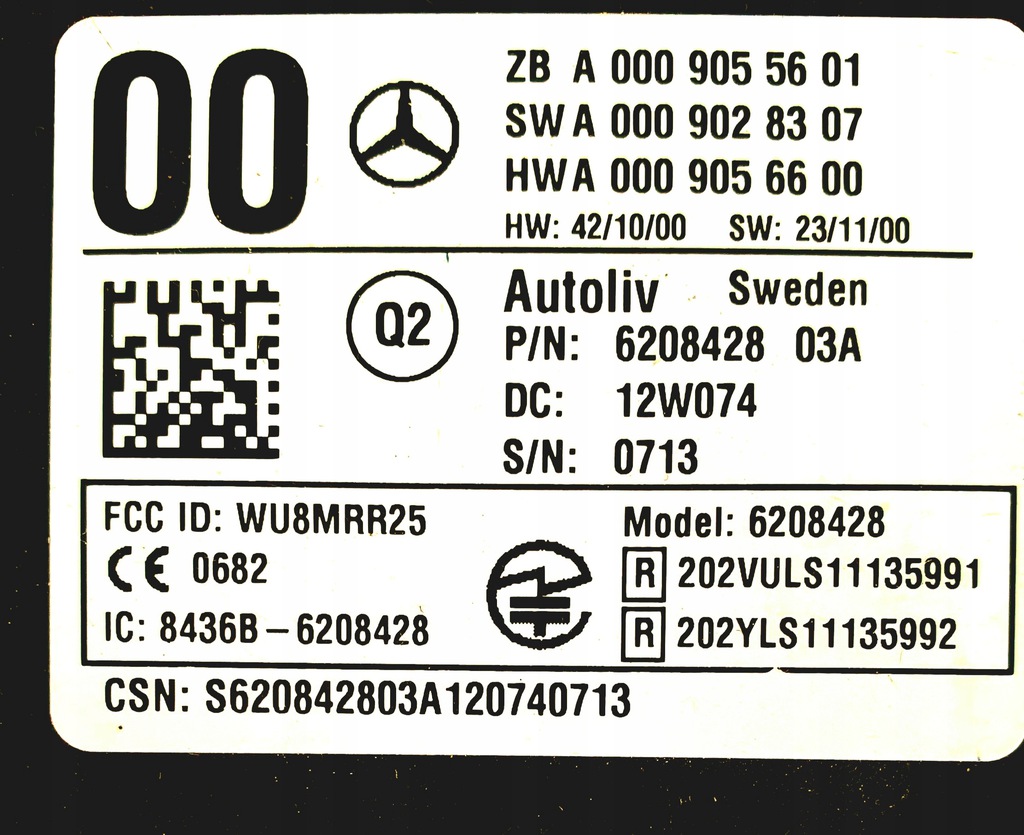 00
ZB A 000 905 56 01
SW A 000 902 83 07
HW A 000 905 66 00
HW: 42/10/00 SW: 23/11/00
Q2
Autoliv Sweden
P/N: 6208428 03A
DC: 12W074
S/N: 0713
FCC ID: WU8MRR25
CE 0682
IC: 8436B-6208428
Model: 6208428
R 202VULS11135991
R 202YLS11135992
CSN: S620842803A120740713